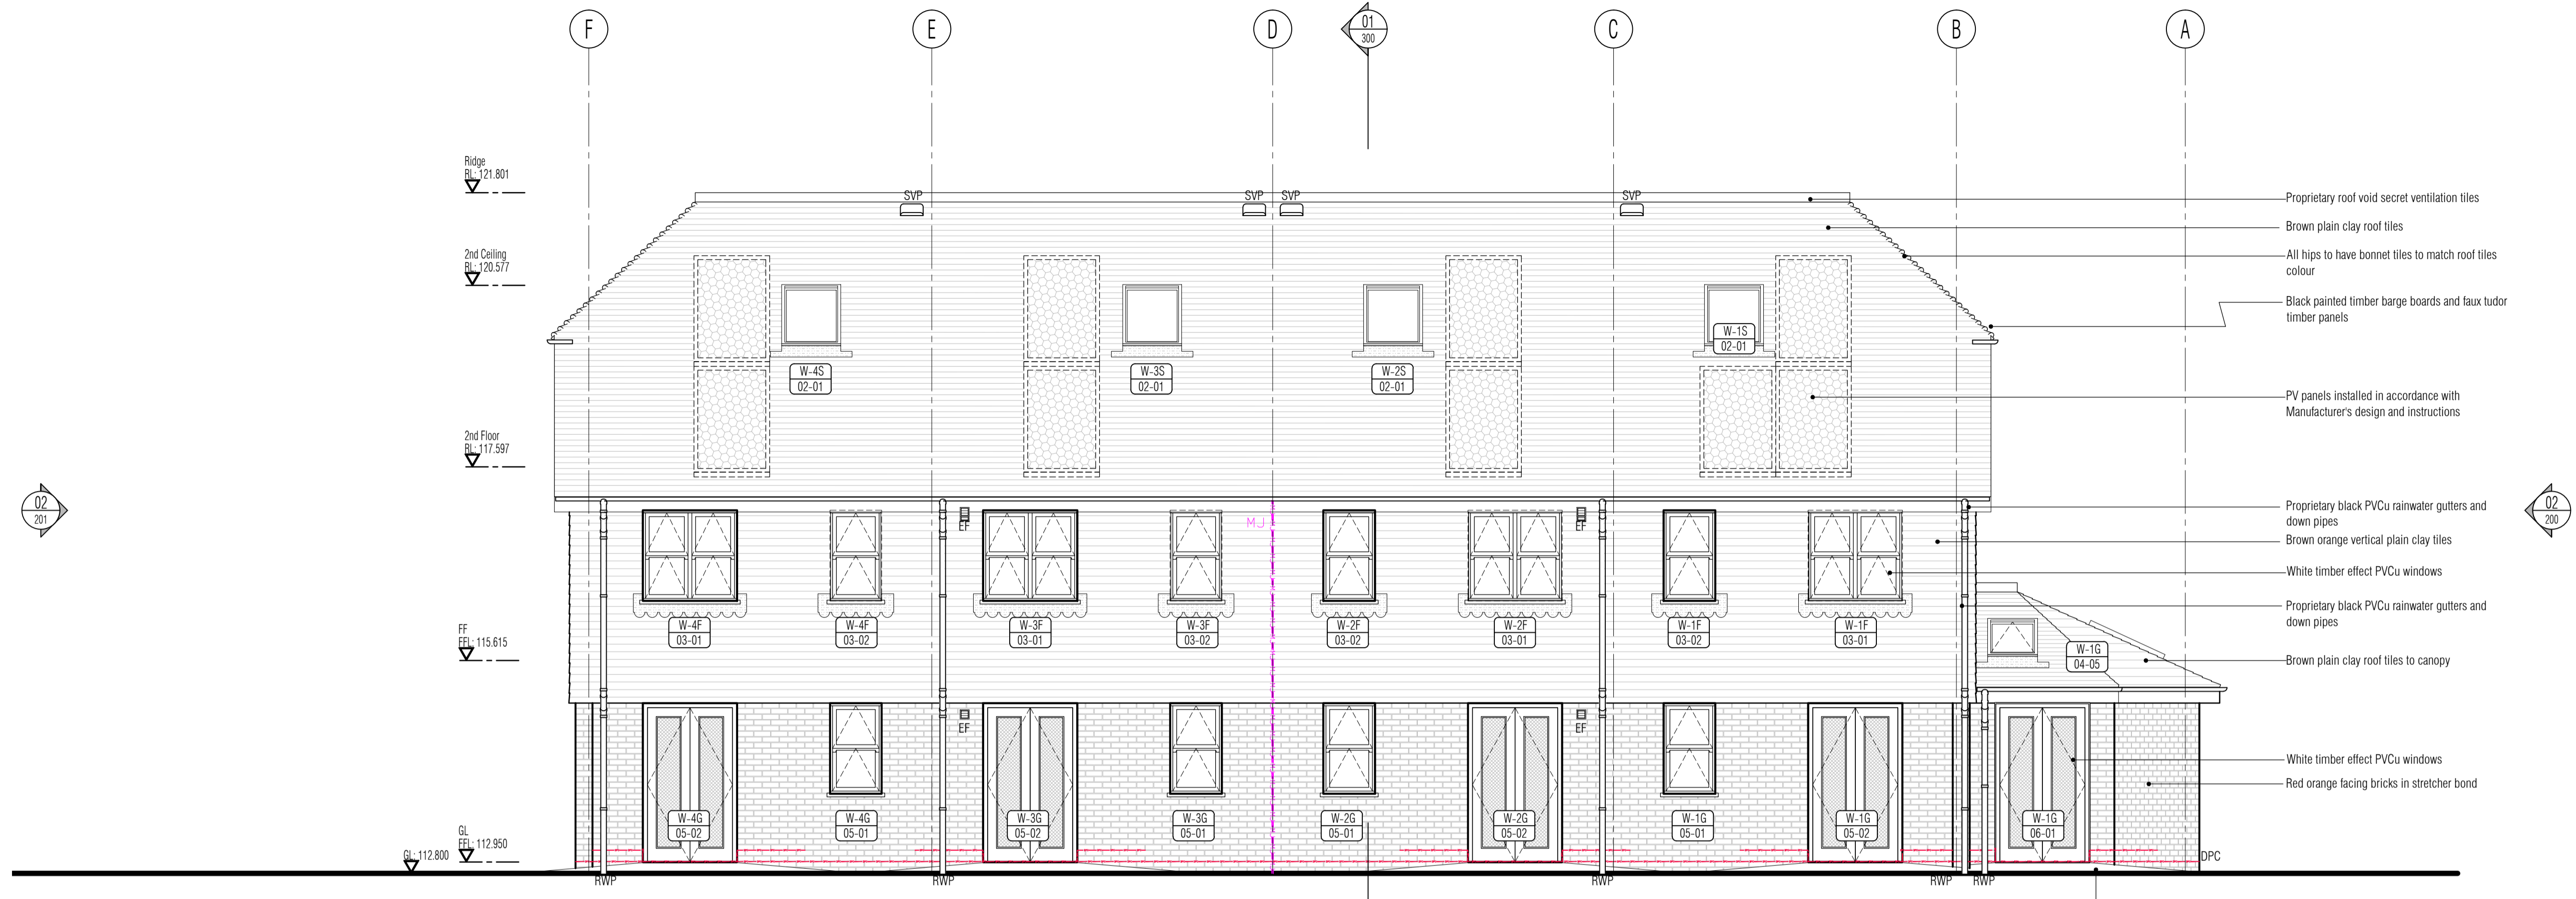 F
E
D
01
300
C
B
A
Ridge
RL: 121.801
SVP
SVP
SVP
SVP
Proprietary roof void secret ventilation tiles
Brown plain clay roof tiles
2nd Ceiling
RL: 120.577
All hips to have bonnet tiles to match roof tiles
colour
Black painted timber barge boards and faux tudor
timber panels
W-1S
02-01
W-4S
02-01
W-3S
02-01
W-2S
02-01
PV panels installed in accordance with
Manufacturer's design and instructions
2nd Floor
RL: 117.597
02
201
02
200
Proprietary black PVCu rainwater gutters and
down pipes
EF
MJ
EF
Brown orange vertical plain clay tiles
White timber effect PVCu windows
Proprietary black PVCu rainwater gutters and
down pipes
FF
FFL: 115.615
W-4F
03-01
W-4F
03-02
W-3F
03-01
W-3F
03-02
W-2F
03-02
W-2F
03-01
W-1F
03-02
W-1F
03-01
W-1G
04-05
Brown plain clay roof tiles to canopy
EF
EF
White timber effect PVCu windows
Red orange facing bricks in stretcher bond
GL
FFL: 112.950
GL: 112.800
W-4G
05-02
W-4G
05-01
W-3G
05-02
W-3G
05-01
W-2G
05-01
W-2G
05-02
W-1G
05-01
W-1G
05-02
W-1G
06-01
DPC
RWP
RWP
RWP
RWP
RWP